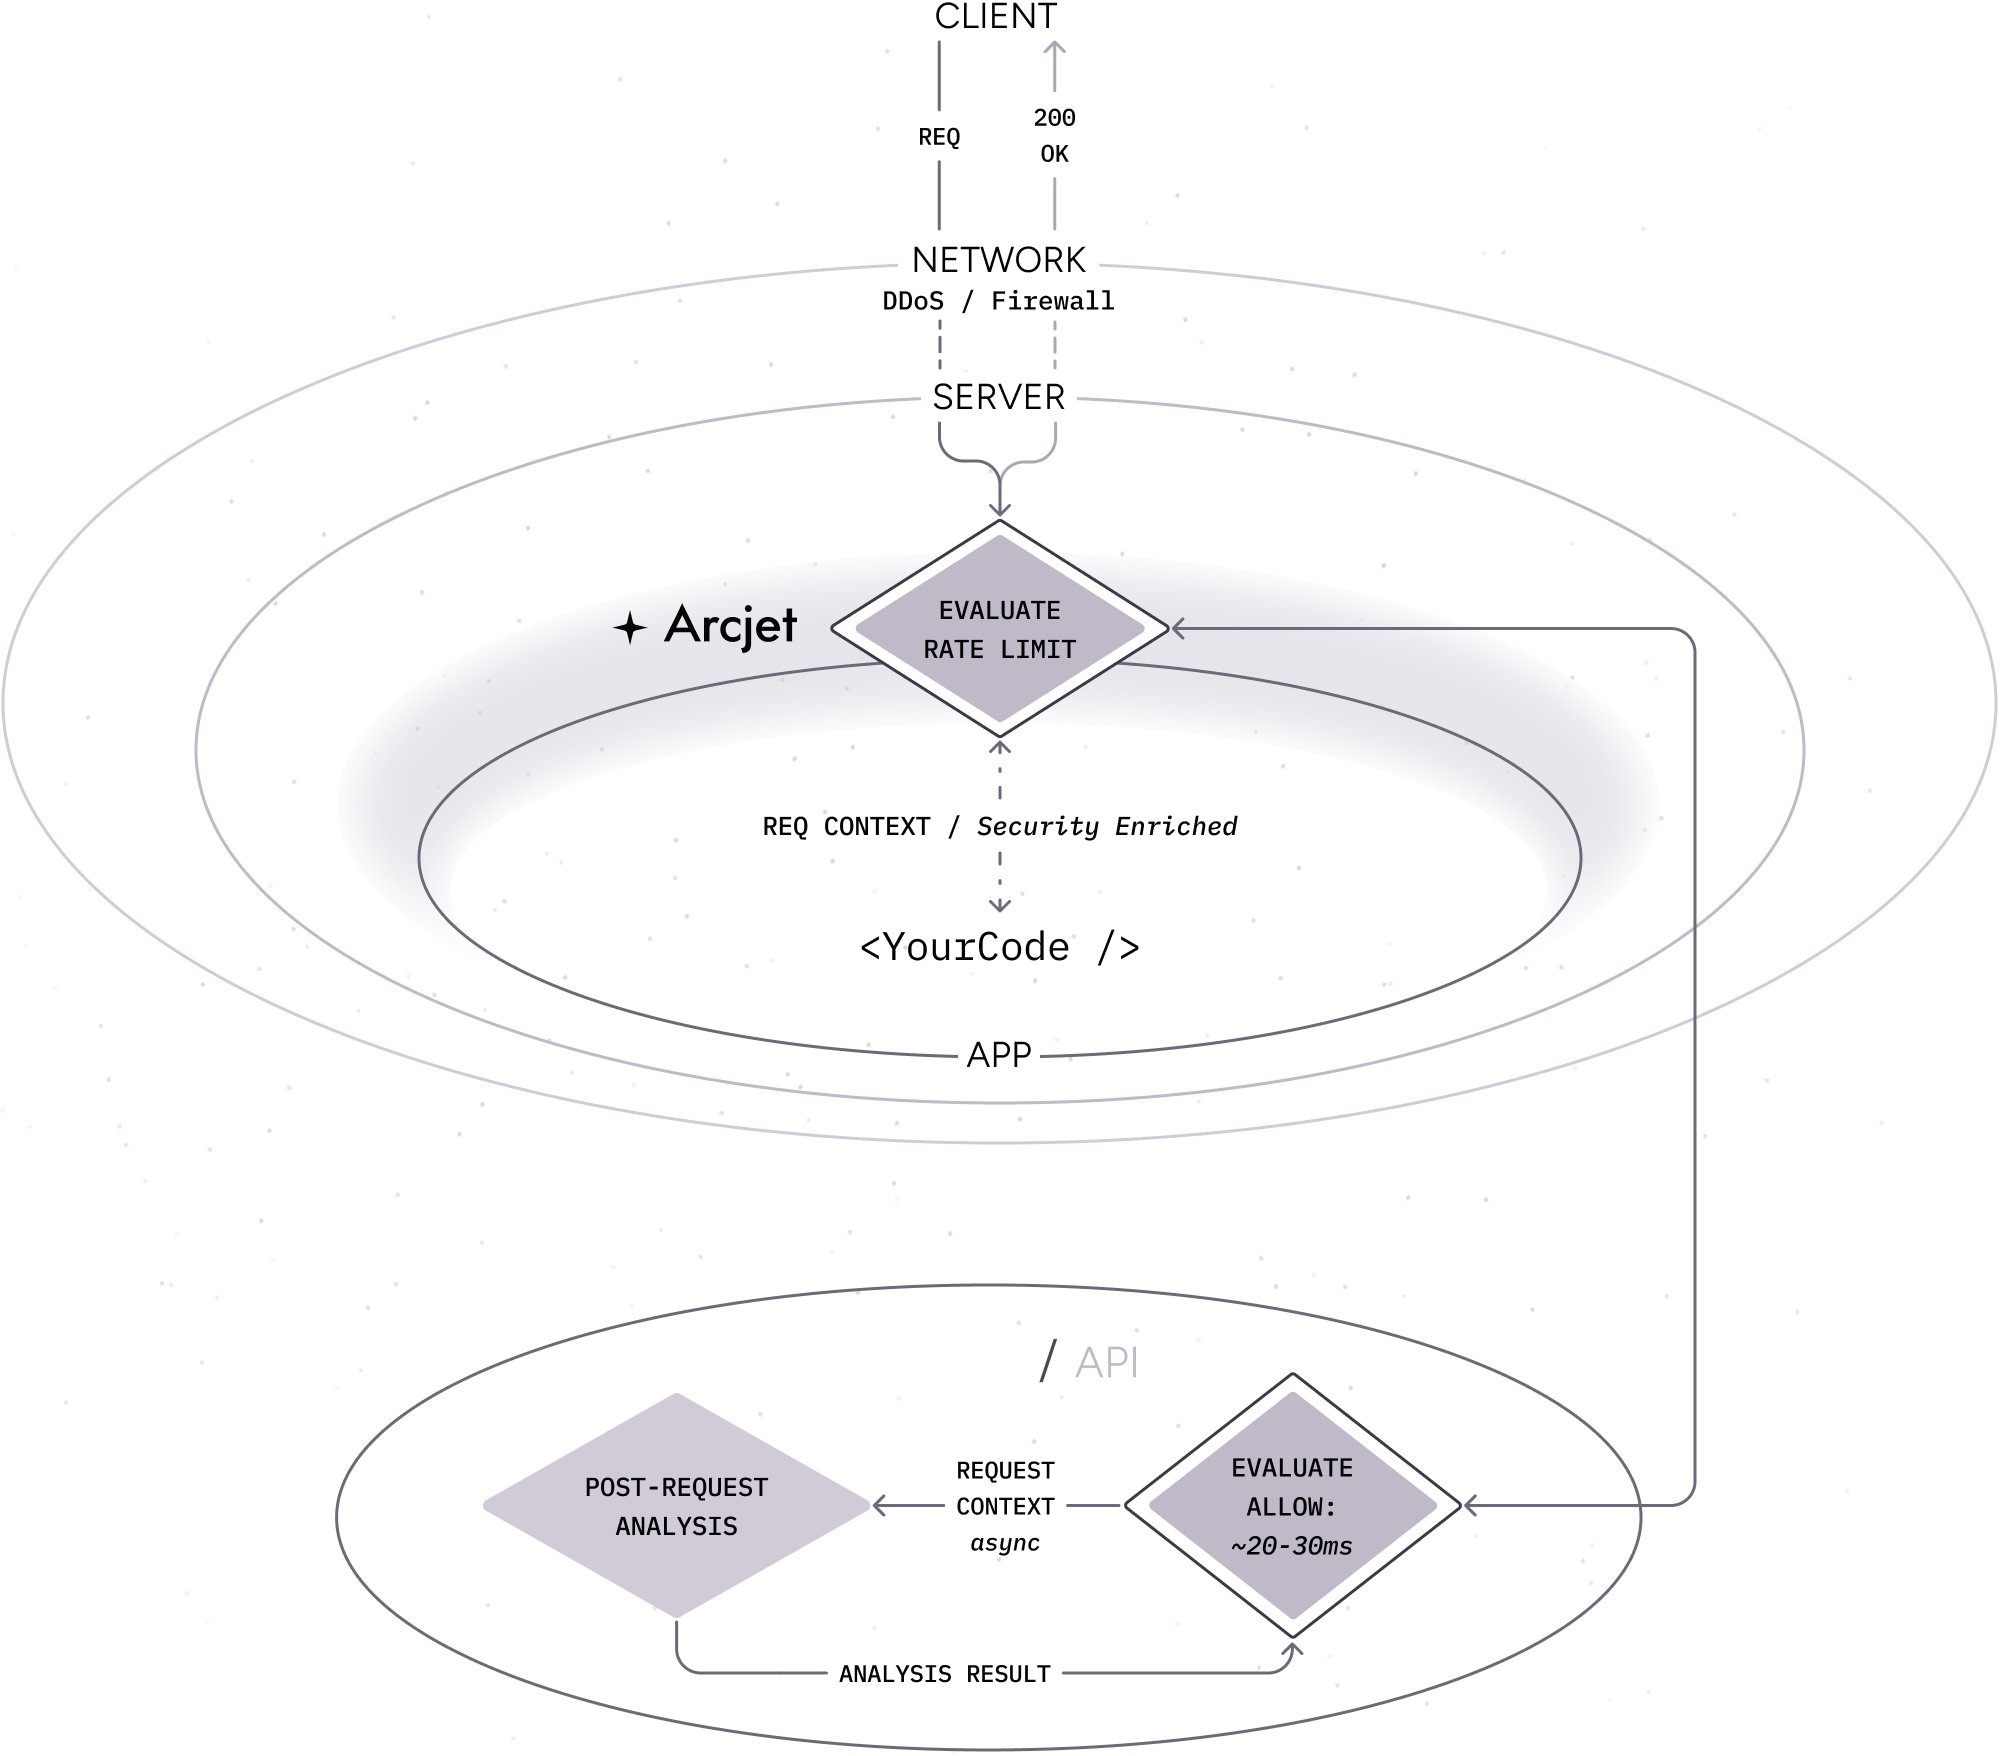 CLIENT
REQ
200
OK
NETWORK
DDoS / Firewall
SERVER
Arcjet
EVALUATE
RATE LIMIT
REQ CONTEXT / Security Enriched
<YourCode />
APP
/ API
POST-REQUEST
ANALYSIS
REQUEST
CONTEXT
async
EVALUATE
ALLOW:
~20-30ms
ANALYSIS RESULT